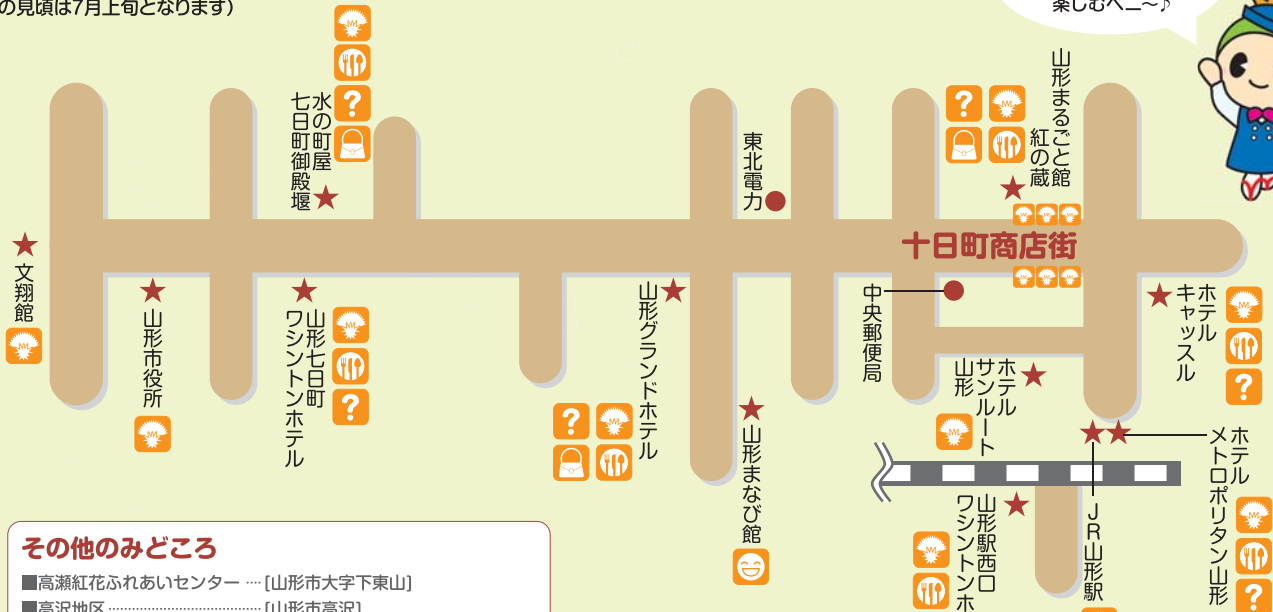 の見頃は7月上旬となります)
楽しむべニ〜♪
水の町屋
七日町御殿堰
東北電力
山形まるごと館
紅の蔵
十日町商店街
文翔館
山形市役所
山形七日町
ワシントンホテル
山形グランドホテル
山形まなび館
中央郵便局
ホテル
サンルート
山形
ホテル
キャッスル
ホテル
メトロポリタン山形
JR山形駅
山形駅西口
ワシントンホ
その他のみどころ
■高瀬紅花ふれあいセンター ···· [山形市大字下東山]
■高沢地区 ···································· [山形市高沢]